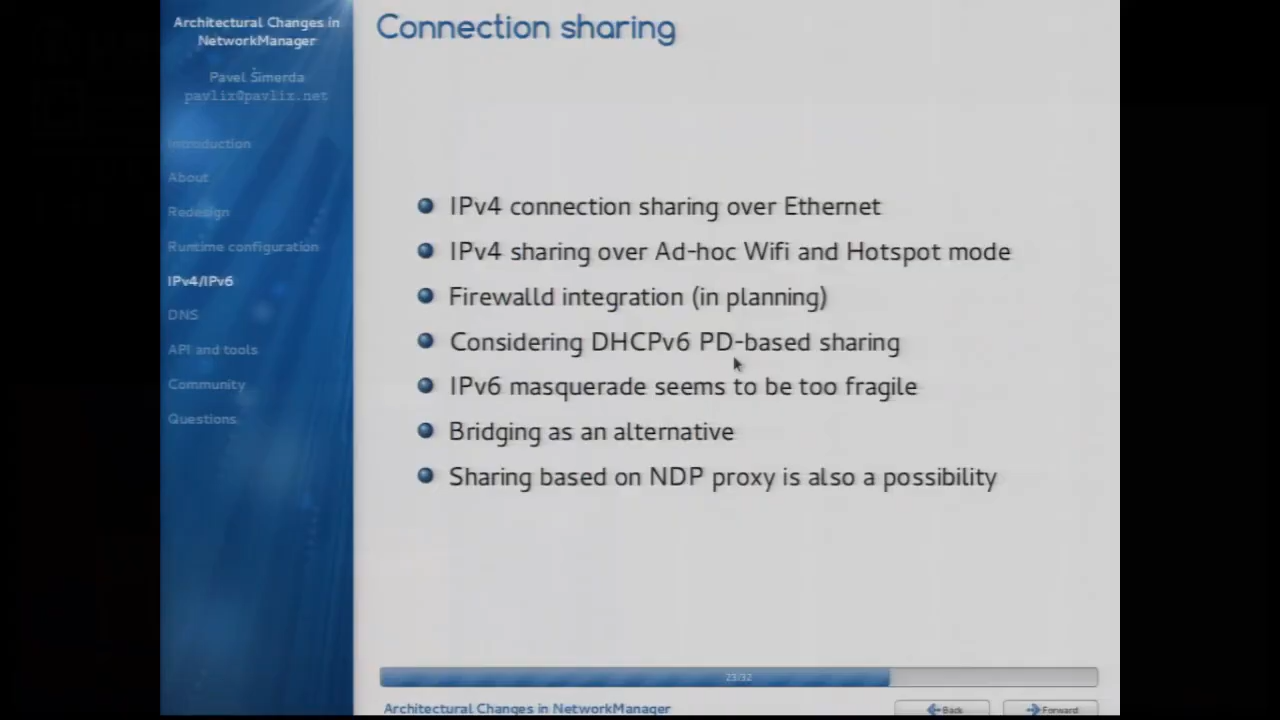 Architectural Changes in
NetworkManager
Pavel Šimerda
pavlix@pavlix.net
Introduction
About
Redesign
Runtime configuration
IPv4/IPv6
DNS
API and tools
Community
Questions
Connection sharing
IPv4 connection sharing over Ethernet
IPv4 sharing over Ad-hoc Wifi and Hotspot mode
Firewalld integration (in planning)
Considering DHCPv6 PD-based sharing
IPv6 masquerade seems to be too fragile
Bridging as an alternative
Sharing based on NDP proxy is also a possibility
23/32
Architectural Changes in NetworkManager
Back
Forward